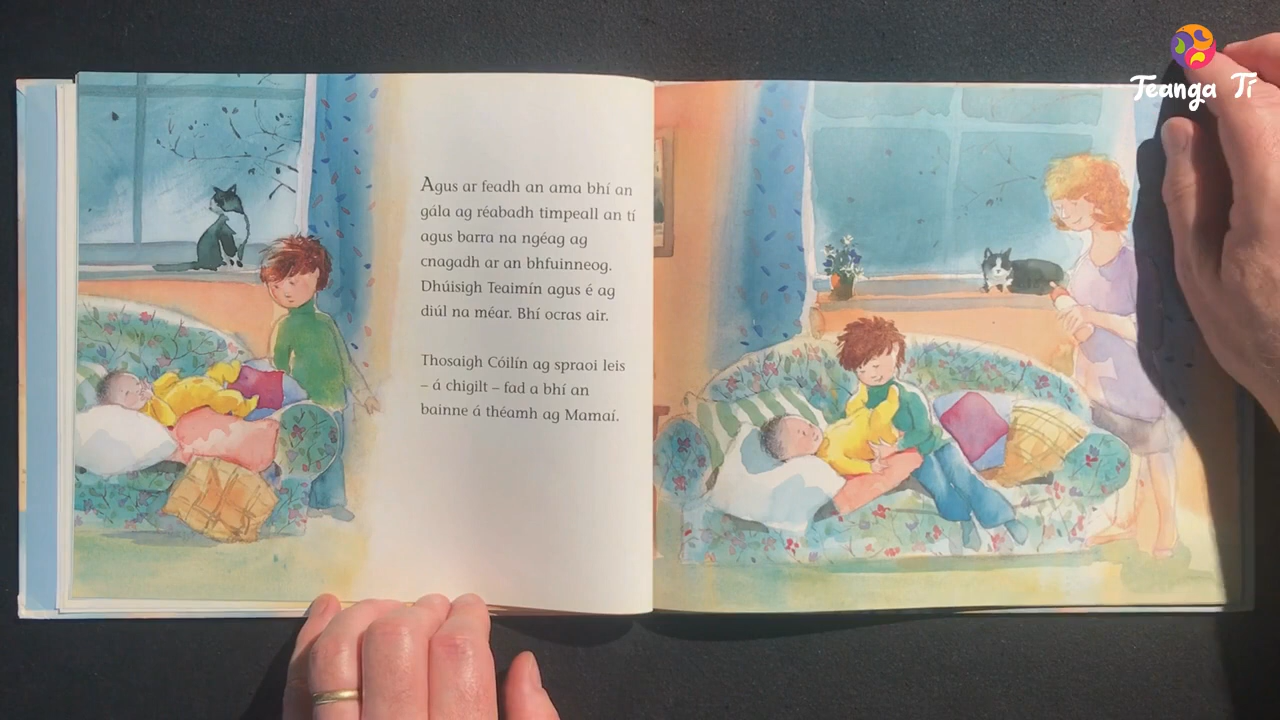 Teanga Tí
Agus ar feadh an ama bhí an
gála ag réabadh timpeall an tí
agus barra na ngéag ag
cnagadh ar an bhfuinneog.
Dhúisigh Teaimín agus é ag
diúl na méar. Bhí ocras air.
Thosaigh Cóilín ag spraoi leis
– á chigilt – fad a bhí an
bainne á théamh ag Mamaí.